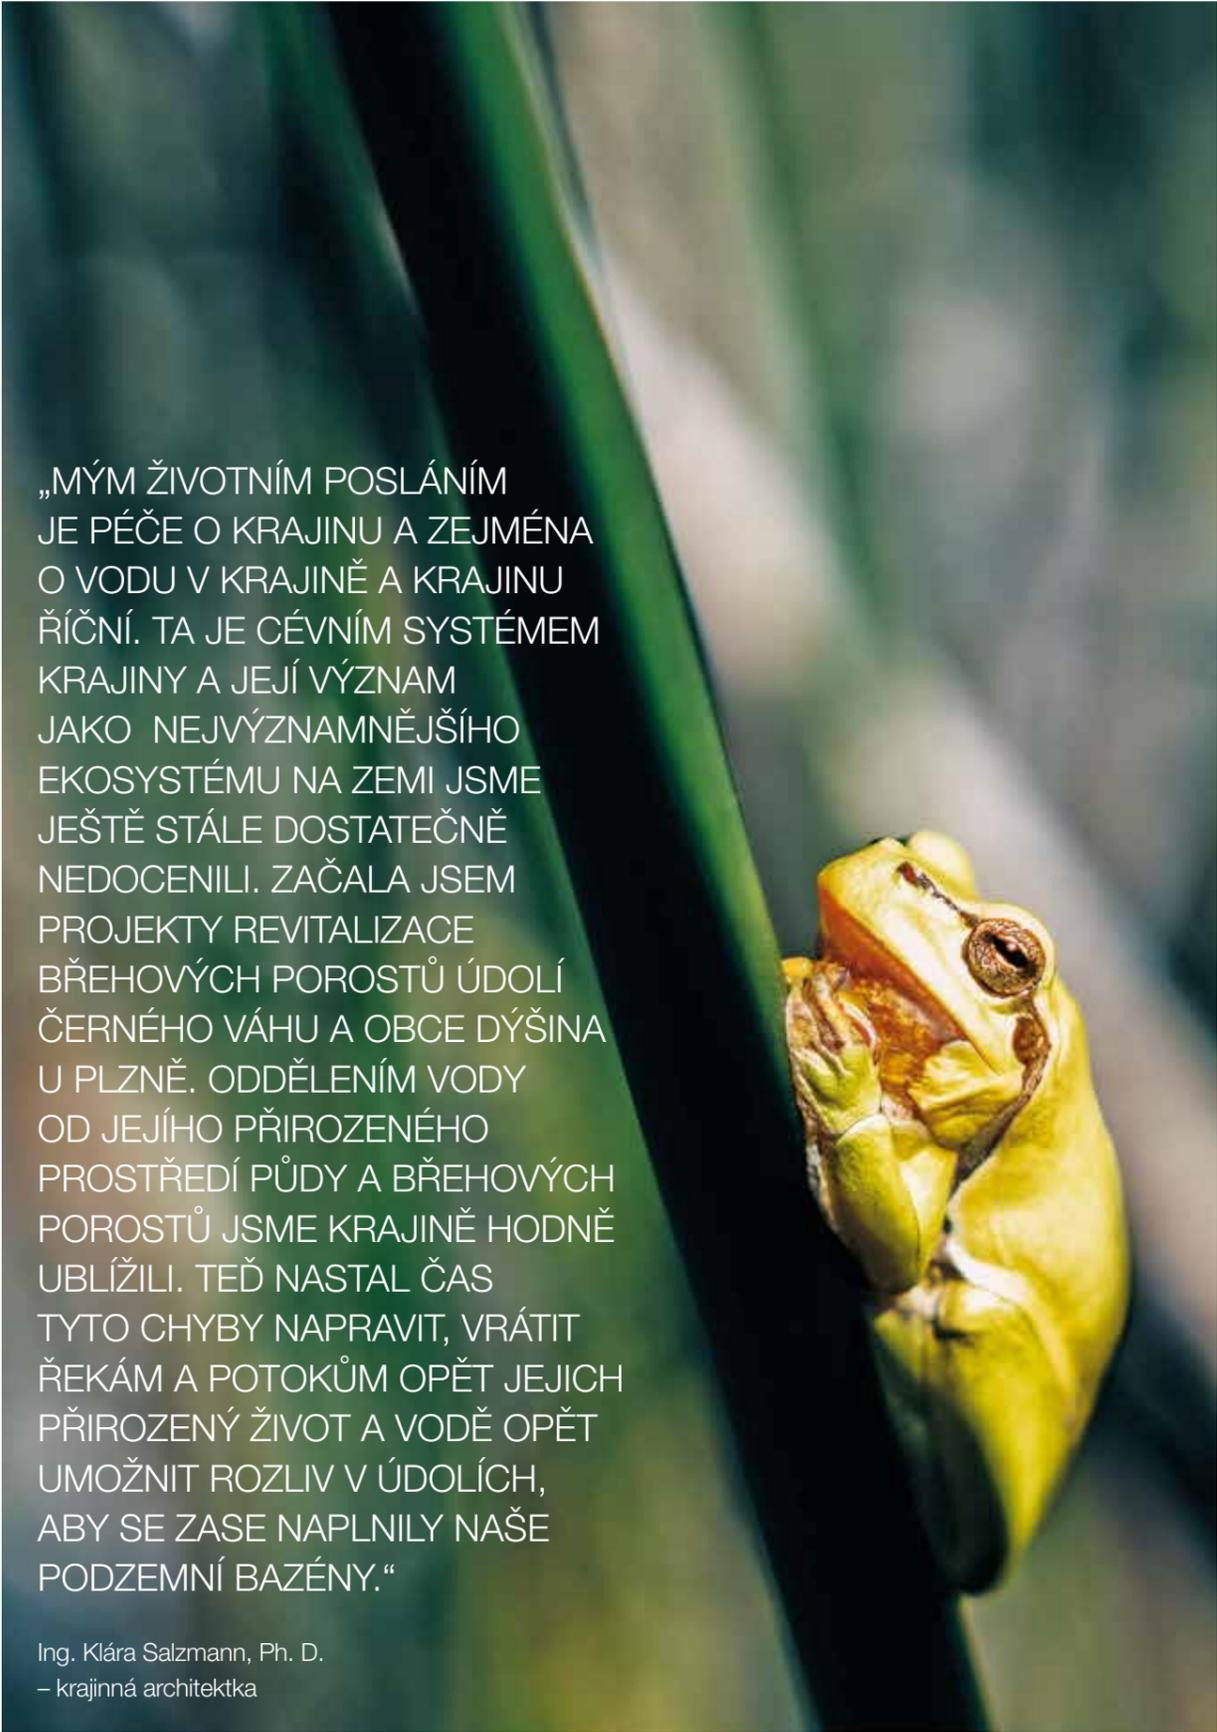 „MÝM ŽIVOTNÍM POSLÁNÍM
JE PÉČE O KRAJINU A ZEJMÉNA
O VODU V KRAJINĚ A KRAJINU
ŘÍČNÍ. TA JE CÉVNÍM SYSTÉMEM
KRAJINY A JEJÍ VÝZNAM
JAKO NEJVÝZNAMNĚJŠÍHO
EKOSYSTÉMU NA ZEMI JSME
JEŠTĚ STÁLE DOSTATEČNĚ
NEDOCENILI. ZAČALA JSEM
PROJEKTY REVITALIZACE
BŘEHOVÝCH POROSTŮ ÚDOLÍ
ČERNÉHO VÁHU A OBCE DÝŠINA
U PLZNĚ. ODDĚLENÍM VODY
OD JEJÍHO PŘIROZENÉHO
PROSTŘEDÍ PŮDY A BŘEHOVÝCH
POROSTŮ JSME KRAJINĚ HODNĚ
UBLÍŽILI. TEĎ NASTAL ČAS
TYTO CHYBY NAPRAVIT, VRÁTIT
ŘEKÁM A POTOKŮM OPĚT JEJICH
PŘIROZENÝ ŽIVOT A VODĚ OPĚT
UMOŽNIT ROZLIV V ÚDOLÍCH,
ABY SE ZASE NAPLNILY NAŠE
PODZEMNÍ BAZÉNY.“
Ing. Klára Salzmann, Ph. D.
– krajinná architektka